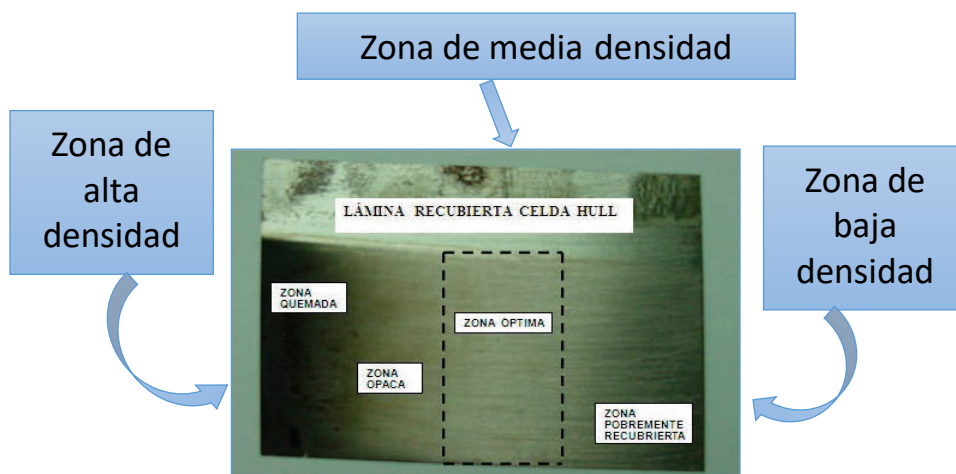 Zona de media densidad
Zona de
alta
densidad
Zona de
baja
densidad
LÁMINA RECUBIERTA CELDA HULL
ZONA
QUEMADA
ZONA OPTIMA
ZONA
OPACA
ZONA
POBREMENTE
RECUBRIERTA